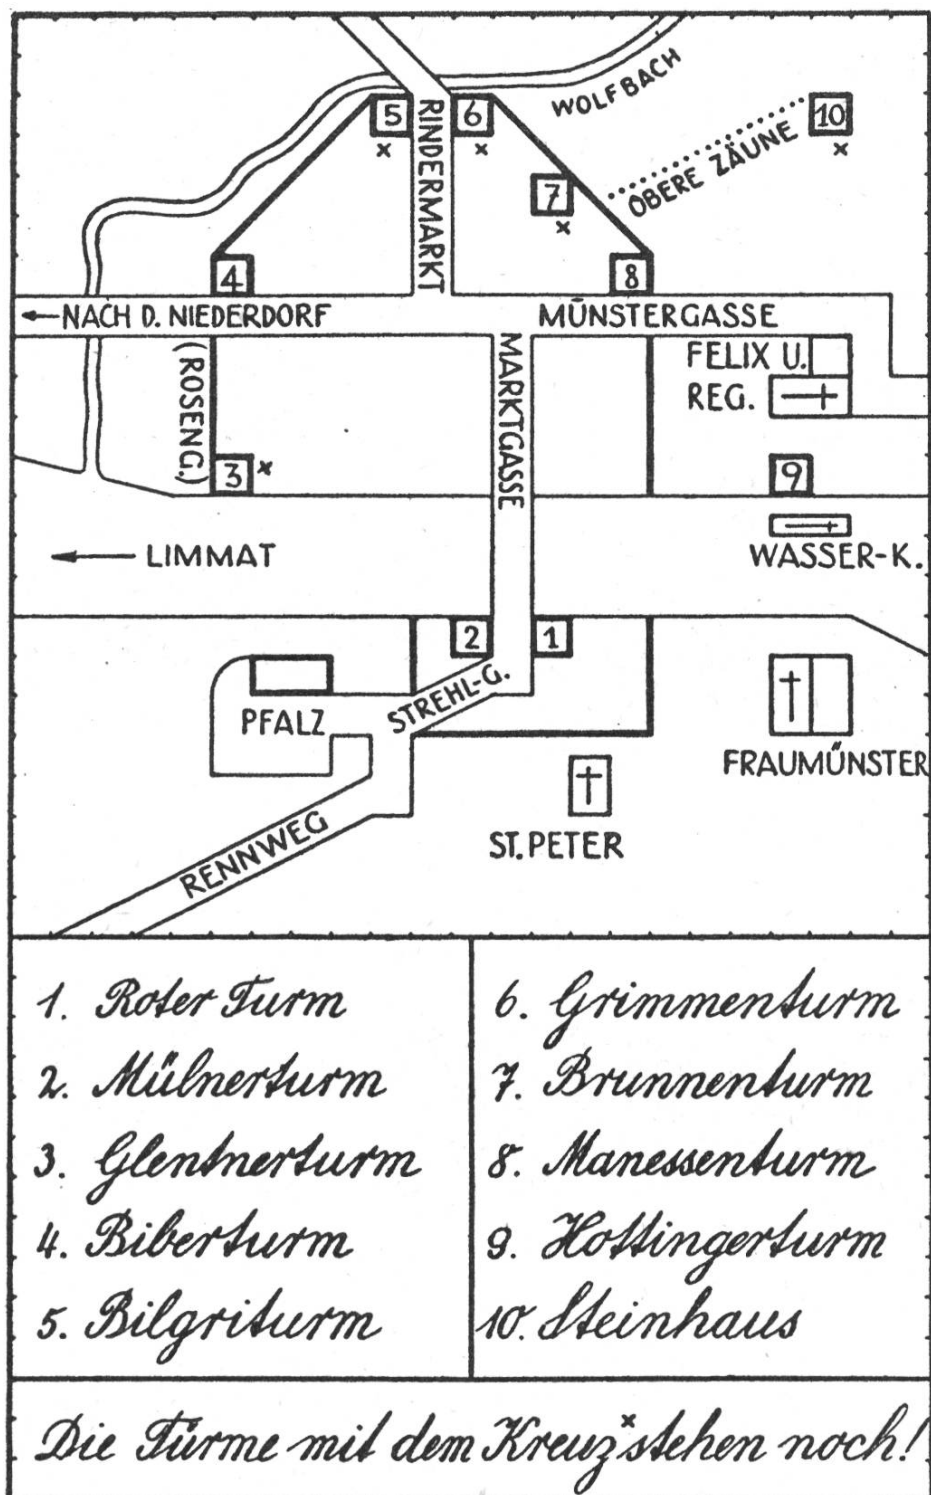 WOLFBACH
5
6
10
RINDERMARKT
OBERE ZÄUNE
x
x
x
7
x
4
8
←NACH D. NIEDERDORF
MÜNSTERGASSE
(ROSENG.)
MARKTGASSE
FELIX U.
REG.
3 x
9
← LIMMAT
WASSER-K.
2
1
STREHL-G.
PFALZ
FRAUMÜNSTER
RENNWEG
ST. PETER
1. Roter Turm
2. Mülnerturm
3. Glentnerturm
4. Biberturm
5. Bilgriturm
6. Grimmenturm
7. Brunnenturm
8. Manessenturm
9. Hottingerturm
10. Steinhaus
Die Türme mit dem Kreuz x stehen noch!